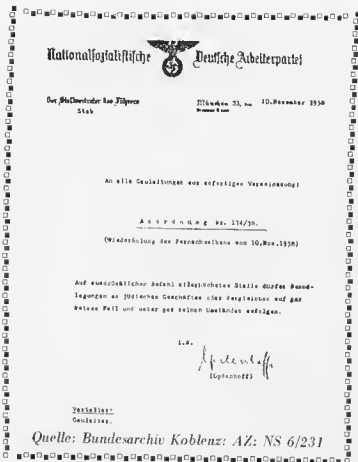 Nationalsozialistische Deutsche Arbeiterpartei
Der Stellvertreter des Führers
Stab
München 33, den 10.November 1938
An alle Gauleitungen zur sofortigen Veranlassung!
Anordnung Nr. 174/38.
(Wiederholung des Fernschreibens vom 10.Nov.1938)
Auf ausdrücklichen Befehl allerhöchster Stelle dürfen Brand-
legungen an jüdischen Geschäften oder dergleichen auf gar
keinen Fall und unter gar keinen Umständen erfolgen.
i.A.
Opdenhoff
(Opdenhoff)
Verteiler:
Gauleiter.
Quelle: Bundesarchiv Koblenz: AZ: NS 6/231